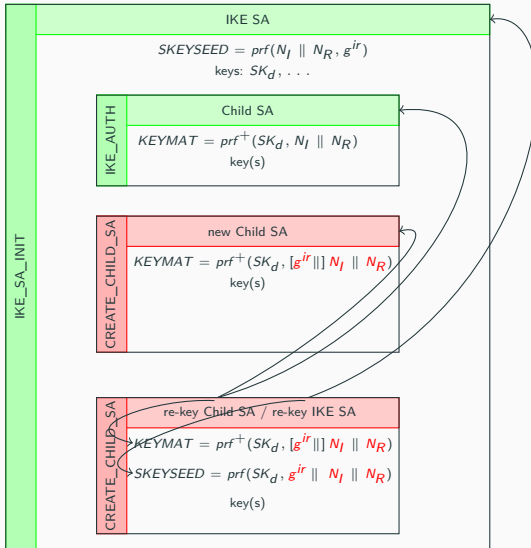 IKE SA
SKEYSEED = prf(N_I ∥ N_R, g^ir)
keys: SK_d, . . .
IKE_SA_INIT
IKE_AUTH
Child SA
KEYMAT = prf^+(SK_d, N_I ∥ N_R)
key(s)
CREATE_CHILD_SA
new Child SA
KEYMAT = prf^+(SK_d, [g^ir∥] N_I ∥ N_R)
key(s)
CREATE_CHILD_SA
re-key Child SA / re-key IKE SA
KEYMAT = prf^+(SK_d, [g^ir∥] N_I ∥ N_R)
SKEYSEED = prf(SK_d, g^ir ∥ N_I ∥ N_R)
key(s)